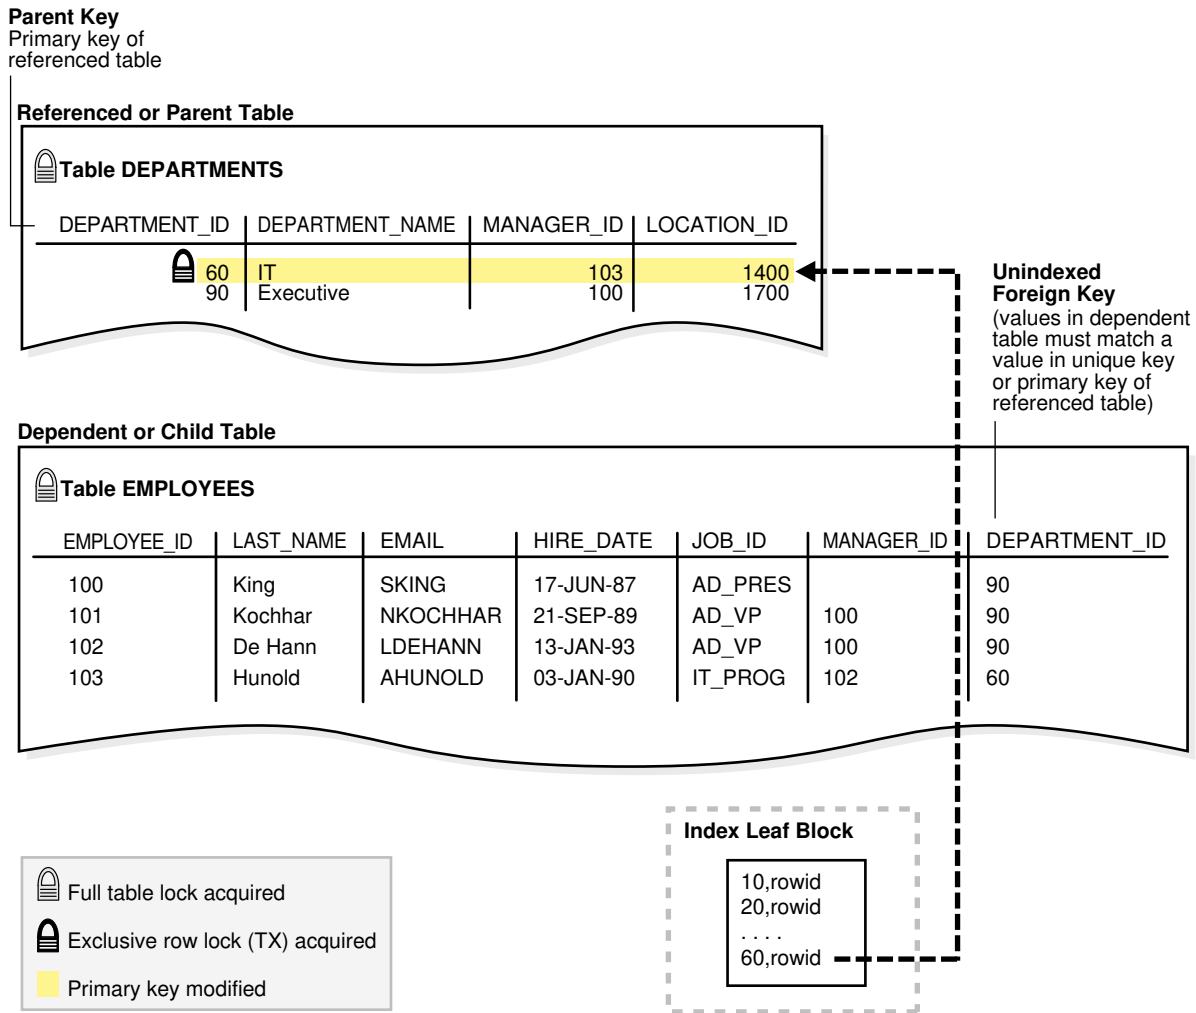 Parent Key
Primary key of
referenced table
Referenced or Parent Table
Table DEPARTMENTS
DEPARTMENT_ID DEPARTMENT_NAME MANAGER_ID LOCATION_ID
60 IT 103 1400
90 Executive 100 1700
Unindexed
Foreign Key
(values in dependent
table must match a
value in unique key
or primary key of
referenced table)
Dependent or Child Table
Table EMPLOYEES
EMPLOYEE_ID LAST_NAME EMAIL HIRE_DATE JOB_ID MANAGER_ID DEPARTMENT_ID
100 King SKING 17-JUN-87 AD_PRES 90
101 Kochhar NKOCHHAR 21-SEP-89 AD_VP 100 90
102 De Hann LDEHANN 13-JAN-93 AD_VP 100 90
103 Hunold AHUNOLD 03-JAN-90 IT_PROG 102 60
Index Leaf Block
10,rowid
20,rowid
. . . .
60,rowid
Full table lock acquired
Exclusive row lock (TX) acquired
Primary key modified